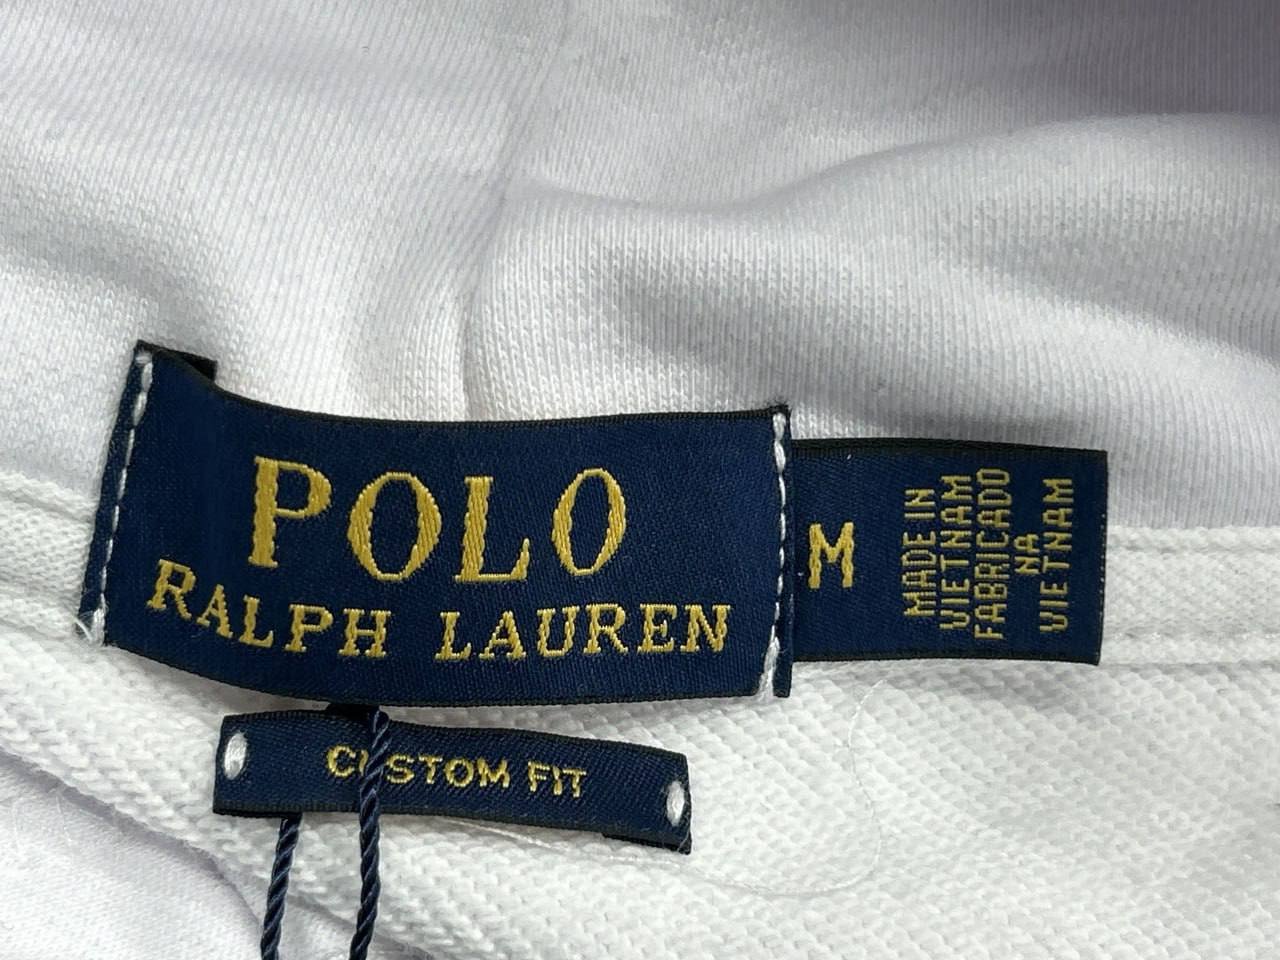 POLO
RALPH LAUREN
M
MADE IN
VIETNAM
FABRICADO
NA
VIETNAM
CUSTOM FIT